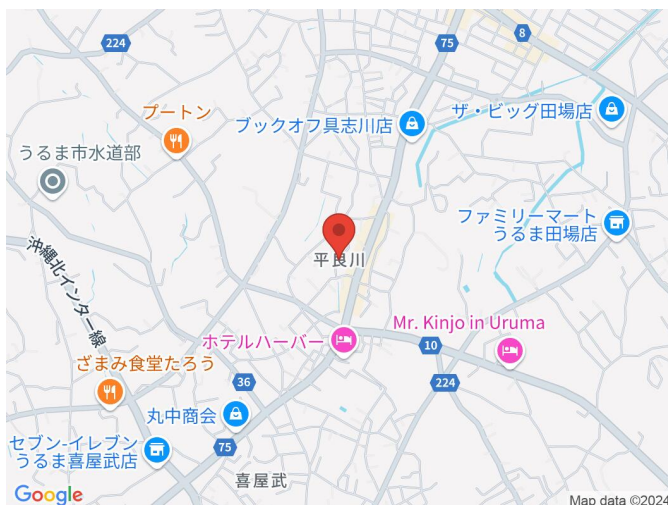 224
75
8
ザ・ビッグ田場店
ブックオフ具志川店
プートン
うるま市水道部
ファミリーマート
うるま田場店
沖縄北インター線
平良川
Mr. Kinjo in Uruma
ホテルハーバー
10
ざまみ食堂たろう
36
224
丸中商会
75
セブン-イレブン
うるま喜屋武店
喜屋武
Google
Map data ©2024